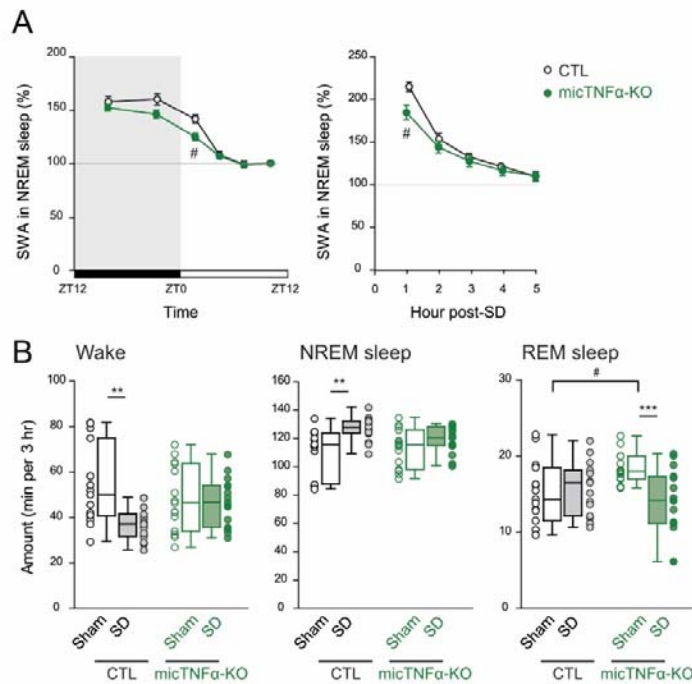 A
SWA in NREM sleep (%)
200
150
100
50
0
ZT12
ZT0
ZT12
Time
#
SWA in NREM sleep (%)
250
200
150
100
50
0
0
1
2
3
4
5
Hour post-SD
#
CTL
micTNFα-KO
B
Wake
Amount (min per 3 hr)
100
80
60
40
20
0
**
Sham
SD
Sham
SD
CTL
micTNFα-KO
NREM sleep
160
140
120
100
80
60
40
20
0
**
Sham
SD
Sham
SD
CTL
micTNFα-KO
REM sleep
30
20
10
0
#
***
Sham
SD
Sham
SD
CTL
micTNFα-KO